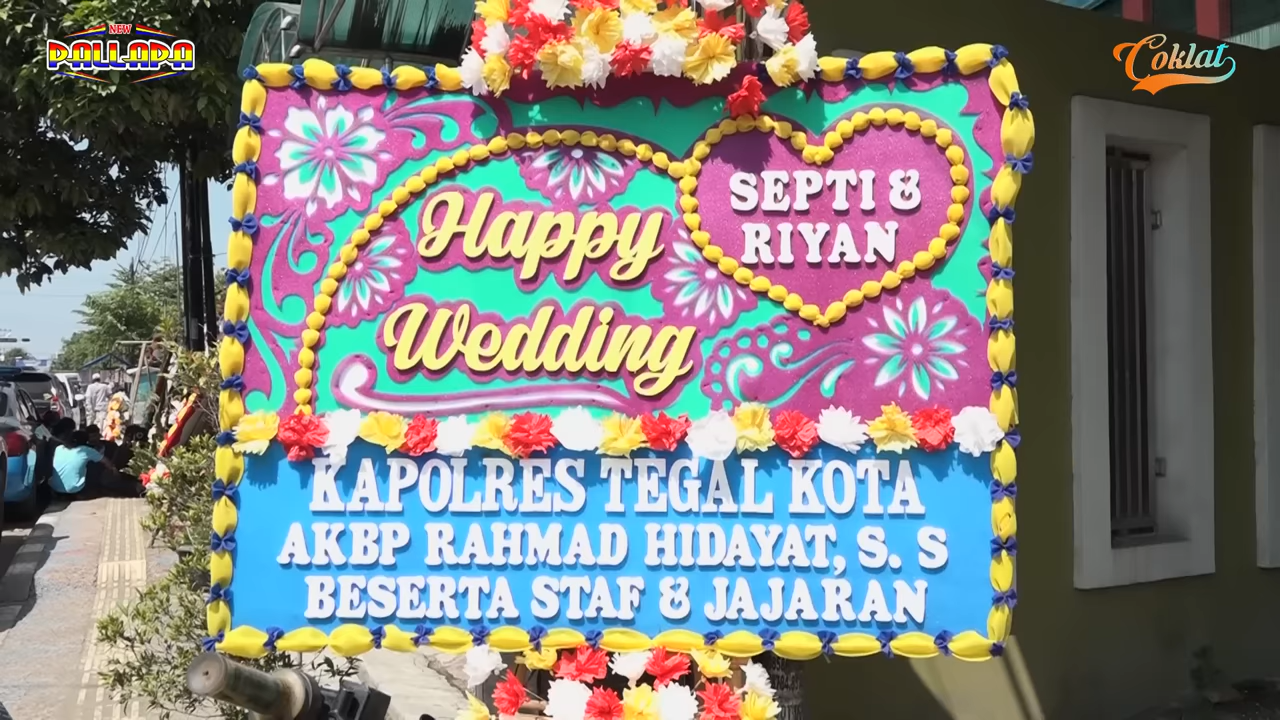 NEW
PALLAPA
Coklat
Happy
Wedding
SEPTI &
RIYAN
KAPOLRES TEGAL KOTA
AKBP RAHMAD HIDAYAT, S. S
BESERTA STAF & JAJARAN